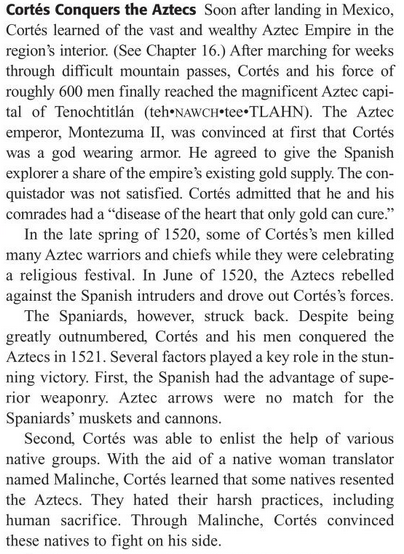 Cortés Conquers the Aztecs Soon after landing in Mexico,
Cortés learned of the vast and wealthy Aztec Empire in the
region's interior. (See Chapter 16.) After marching for weeks
through difficult mountain passes, Cortés and his force of
roughly 600 men finally reached the magnificent Aztec capi-
tal of Tenochtitlán (teh•NAWCH•tee•TLAHN). The Aztec
emperor, Montezuma II, was convinced at first that Cortés
was a god wearing armor. He agreed to give the Spanish
explorer a share of the empire's existing gold supply. The con-
quistador was not satisfied. Cortés admitted that he and his
comrades had a “disease of the heart that only gold can cure.”
In the late spring of 1520, some of Cortés's men killed
many Aztec warriors and chiefs while they were celebrating
a religious festival. In June of 1520, the Aztecs rebelled
against the Spanish intruders and drove out Cortés's forces.
The Spaniards, however, struck back. Despite being
greatly outnumbered, Cortés and his men conquered the
Aztecs in 1521. Several factors played a key role in the stun-
ning victory. First, the Spanish had the advantage of supe-
rior weaponry. Aztec arrows were no match for the
Spaniards' muskets and cannons.
Second, Cortés was able to enlist the help of various
native groups. With the aid of a native woman translator
named Malinche, Cortés learned that some natives resented
the Aztecs. They hated their harsh practices, including
human sacrifice. Through Malinche, Cortés convinced
these natives to fight on his side.